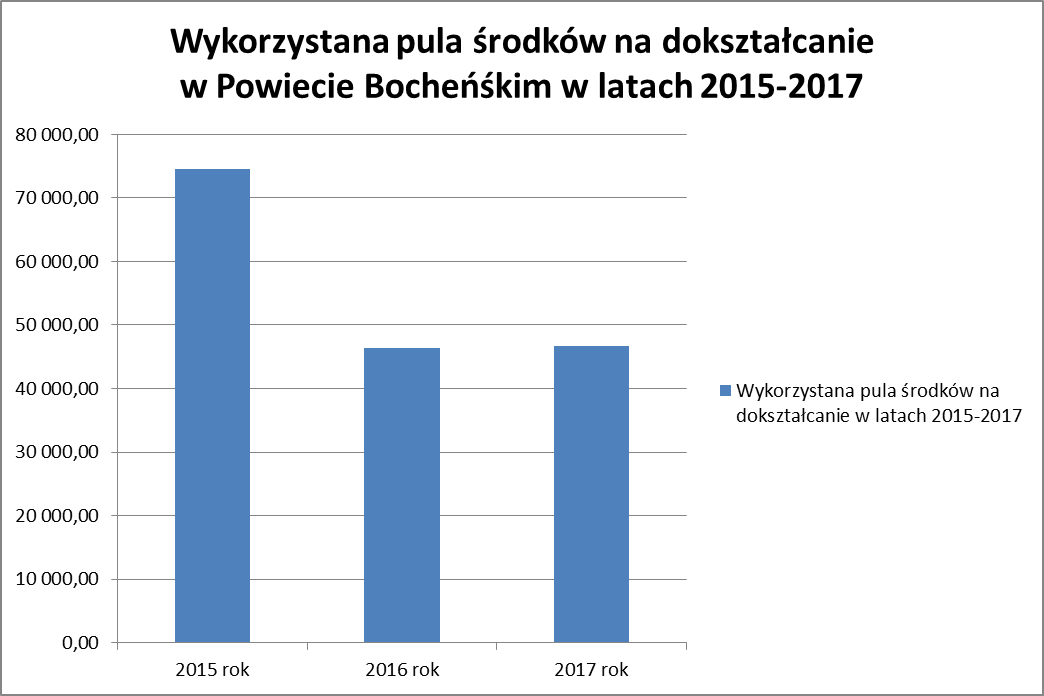 Wykorzystana pula środków na dokształcanie
w Powiecie Bocheńśkim w latach 2015-2017
80 000,00
70 000,00
60 000,00
50 000,00
40 000,00
30 000,00
20 000,00
10 000,00
0,00
2015 rok
2016 rok
2017 rok
Wykorzystana pula środków na
dokształcanie w latach 2015-2017